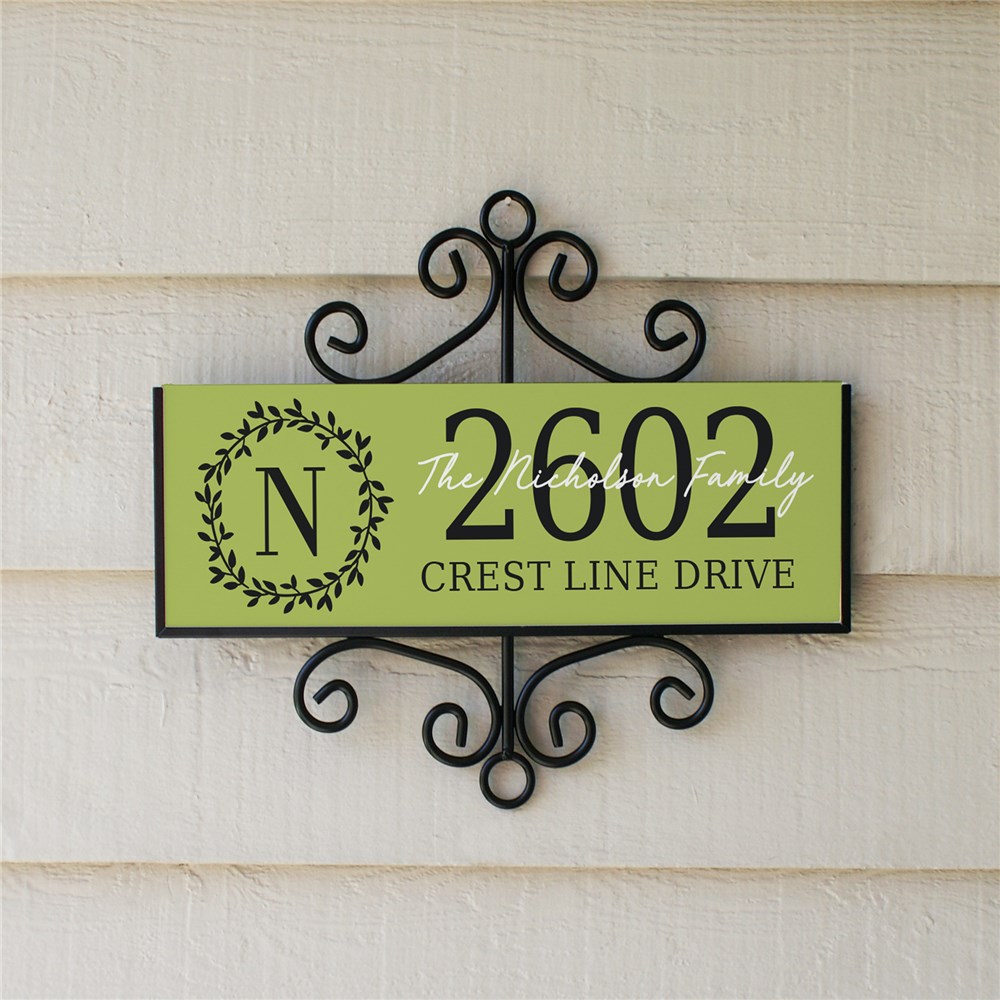 N
2602
The Nicholson Family
CREST LINE DRIVE